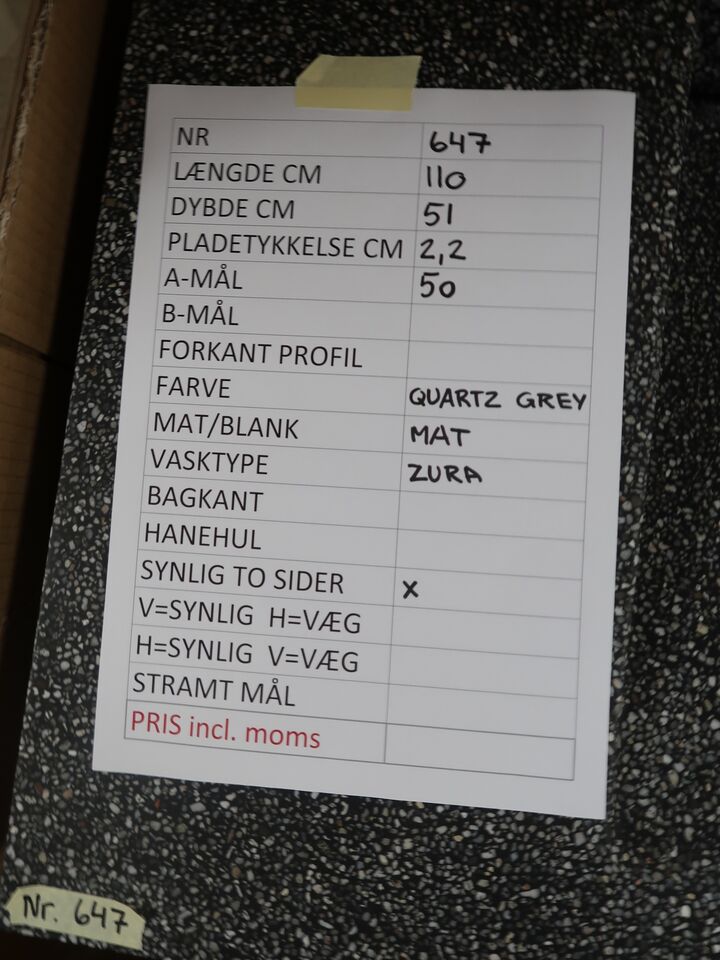 NR 647
LÆNGDE CM 110
DYBDE CM 51
PLADETYKKELSE CM 2,2
A-MÅL 50
B-MÅL
FORKANT PROFIL
FARVE QUARTZ GREY
MAT/BLANK MAT
VASKTYPE ZURA
BAGKANT
HANEHUL
SYNLIG TO SIDER X
V=SYNLIG H=VÆG
H=SYNLIG V=VÆG
STRAMT MÅL
PRIS incl. moms
Nr. 647